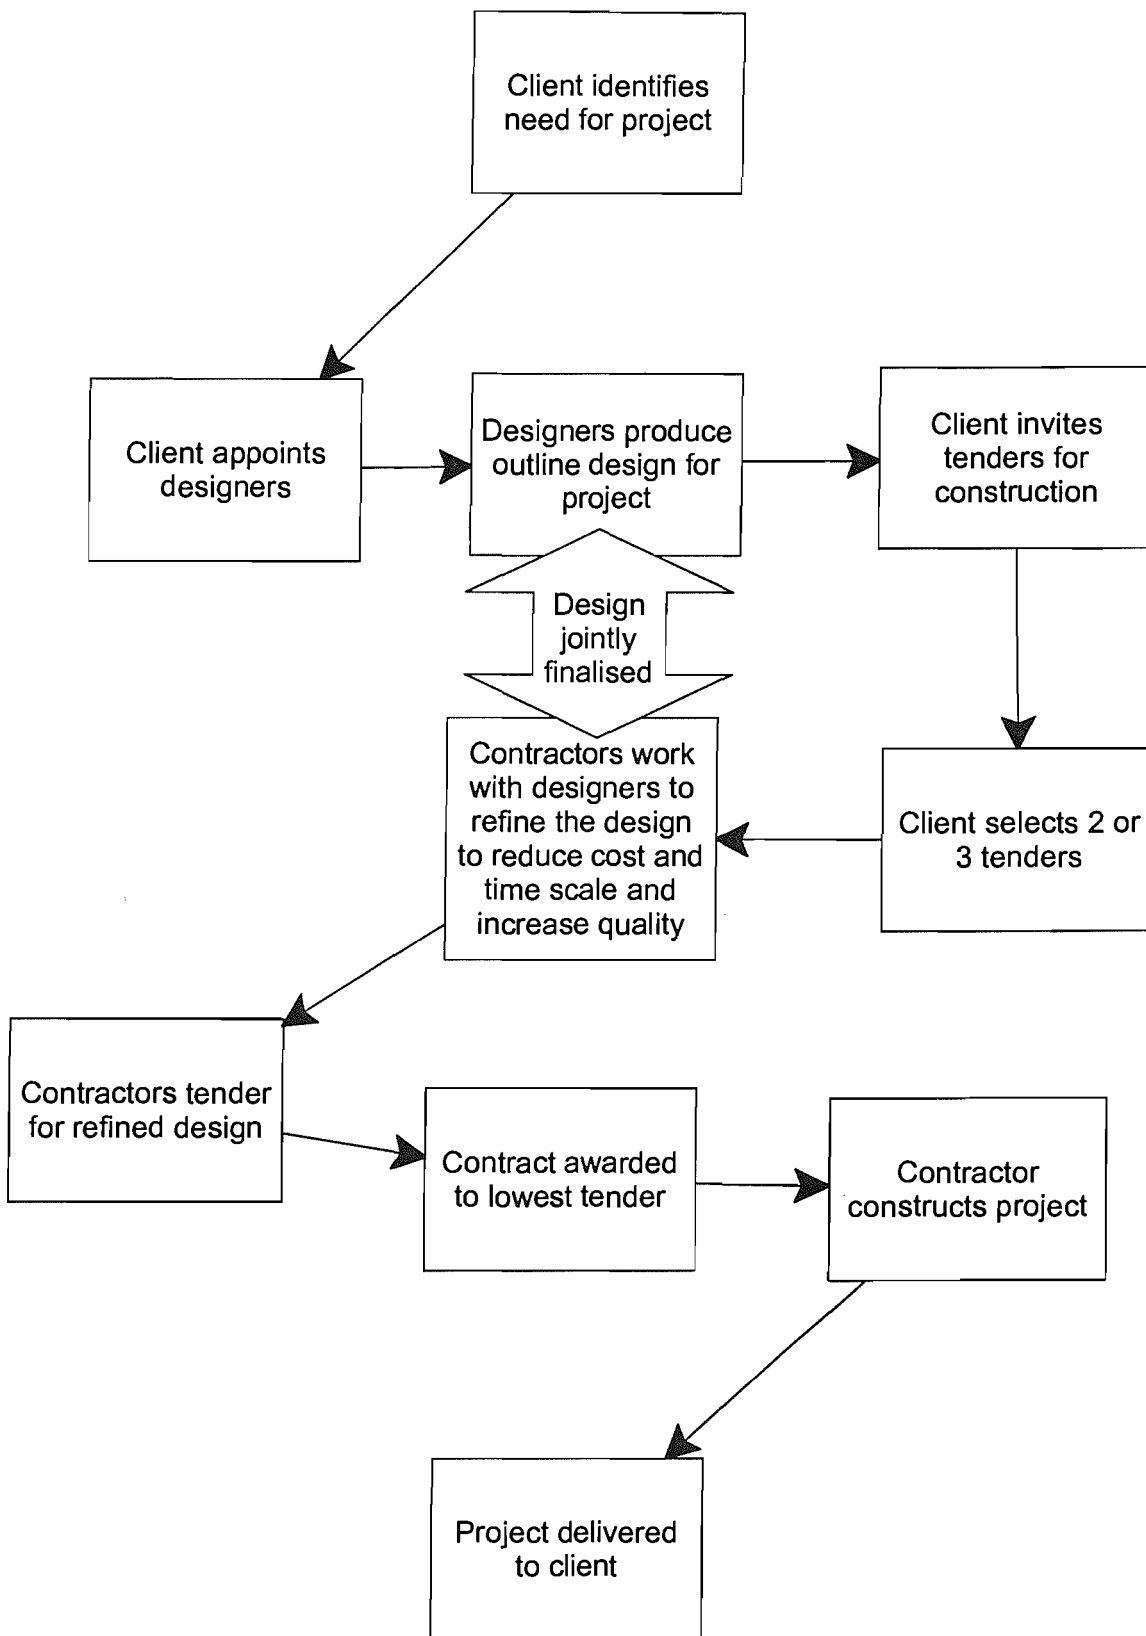 Client identifies
need for project
Client appoints
designers
Designers produce
outline design for
project
Client invites
tenders for
construction
Design
jointly
finalised
Client selects 2 or
3 tenders
Contractors work
with designers to
refine the design
to reduce cost and
time scale and
increase quality
Contractors tender
for refined design
Contract awarded
to lowest tender
Contractor
constructs project
Project delivered
to client